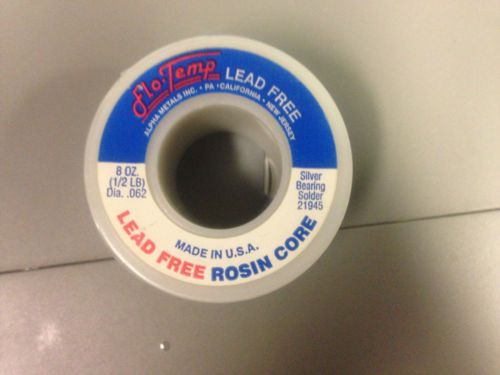 Flo·Temp
LEAD FREE
ALPHA METALS INC. • PA • CALIFORNIA • NEW JERSEY
8 OZ.
(1/2 LB)
Dia. .062
Silver
Bearing
Solder
21945
MADE IN U.S.A.
LEAD FREE ROSIN CORE